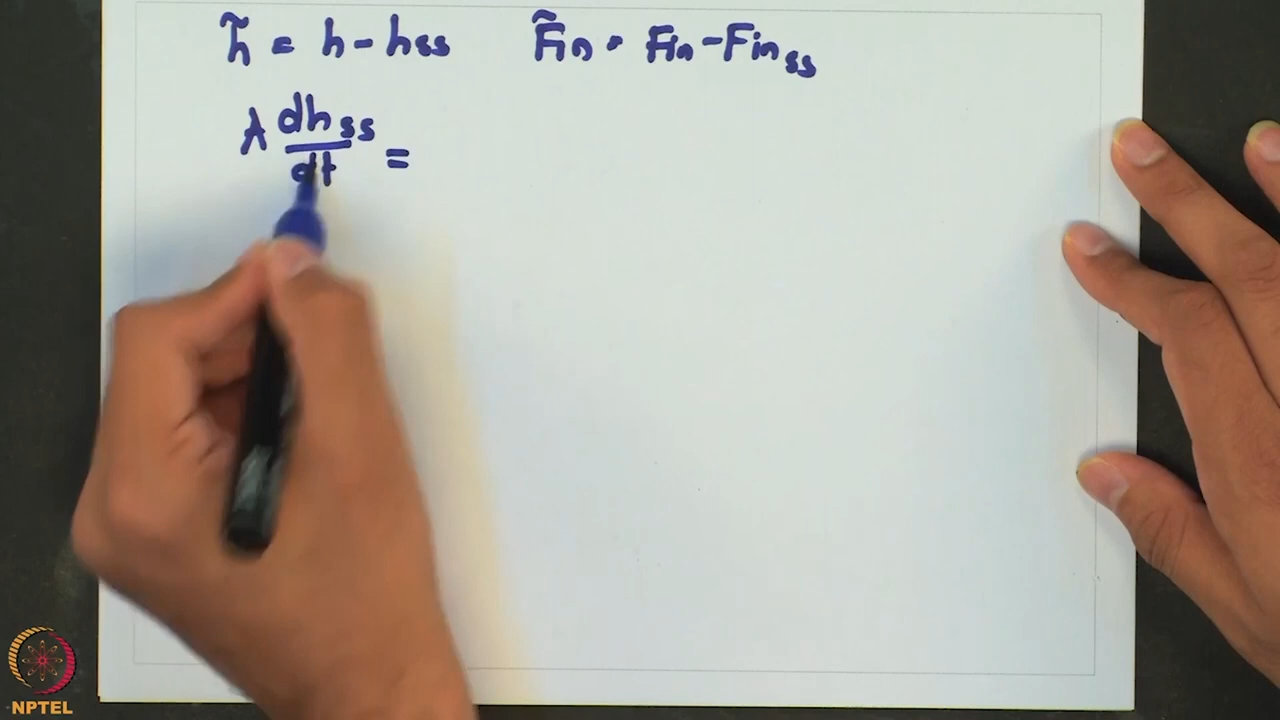 h̃ = h - hss F̃in = Fin - Finss
A dhss/dt =
NPTEL